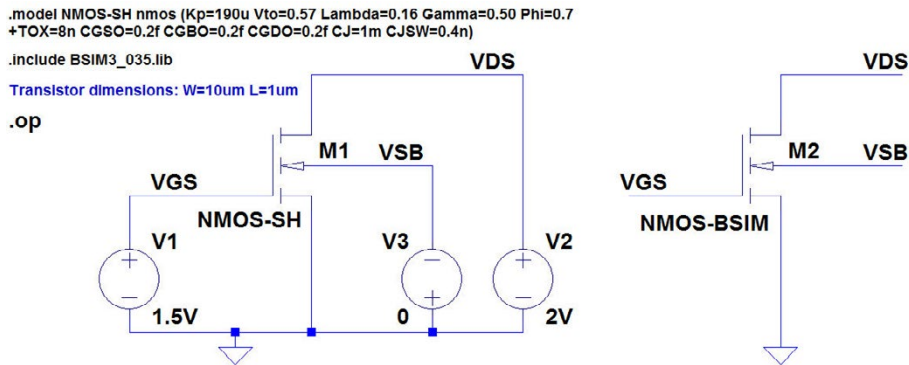 .model NMOS-SH nmos (Kp=190u Vto=0.57 Lambda=0.16 Gamma=0.50 Phi=0.7
+TOX=8n CGSO=0.2f CGBO=0.2f CGDO=0.2f CJ=1m CJSW=0.4n)
.include BSIM3_035.lib
Transistor dimensions: W=10um L=1um
.op
VDS
M1
VSB
VGS
NMOS-SH
V1
1.5V
V3
0
V2
2V
VDS
M2
VSB
VGS
NMOS-BSIM